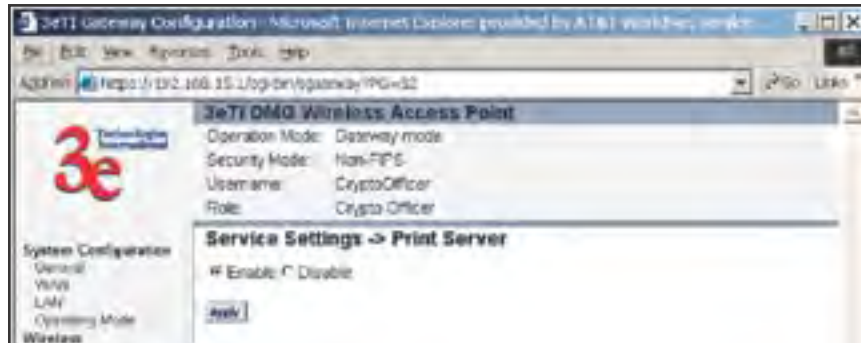 3eTI Gateway Configuration - Microsoft Internet Explorer provided by AT&T WorldNet Service
File Edit View Favorites Tools Help
Address https://192.168.15.1/cgi-bin/sgateway?PG=32 Go Links
3e Technologies International
3eTI DMG Wireless Access Point
Operation Mode: Gateway mode
Security Mode: Non-FIPS
Username: CryptoOfficer
Role: Crypto Officer
System Configuration
General
WAN
LAN
Operating Mode
Wireless
Service Settings -> Print Server
Enable Disable
Apply